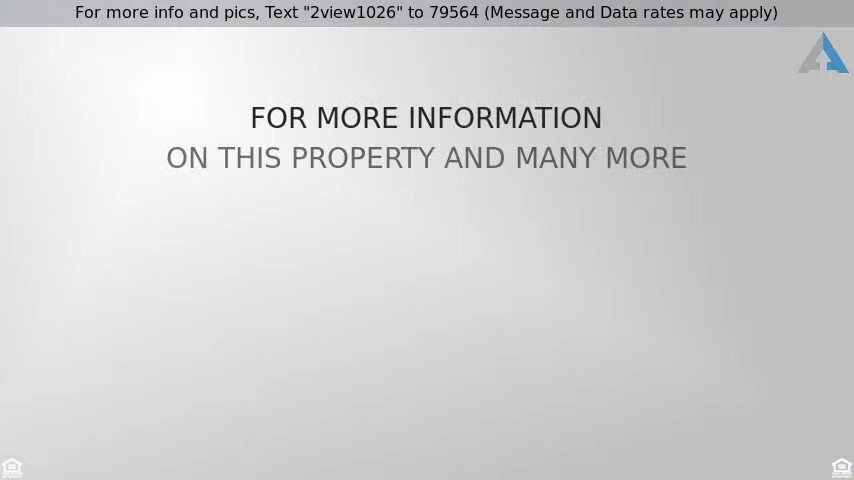 For more info and pics, Text "2view1026" to 79564 (Message and Data rates may apply)
FOR MORE INFORMATION
ON THIS PROPERTY AND MANY MORE